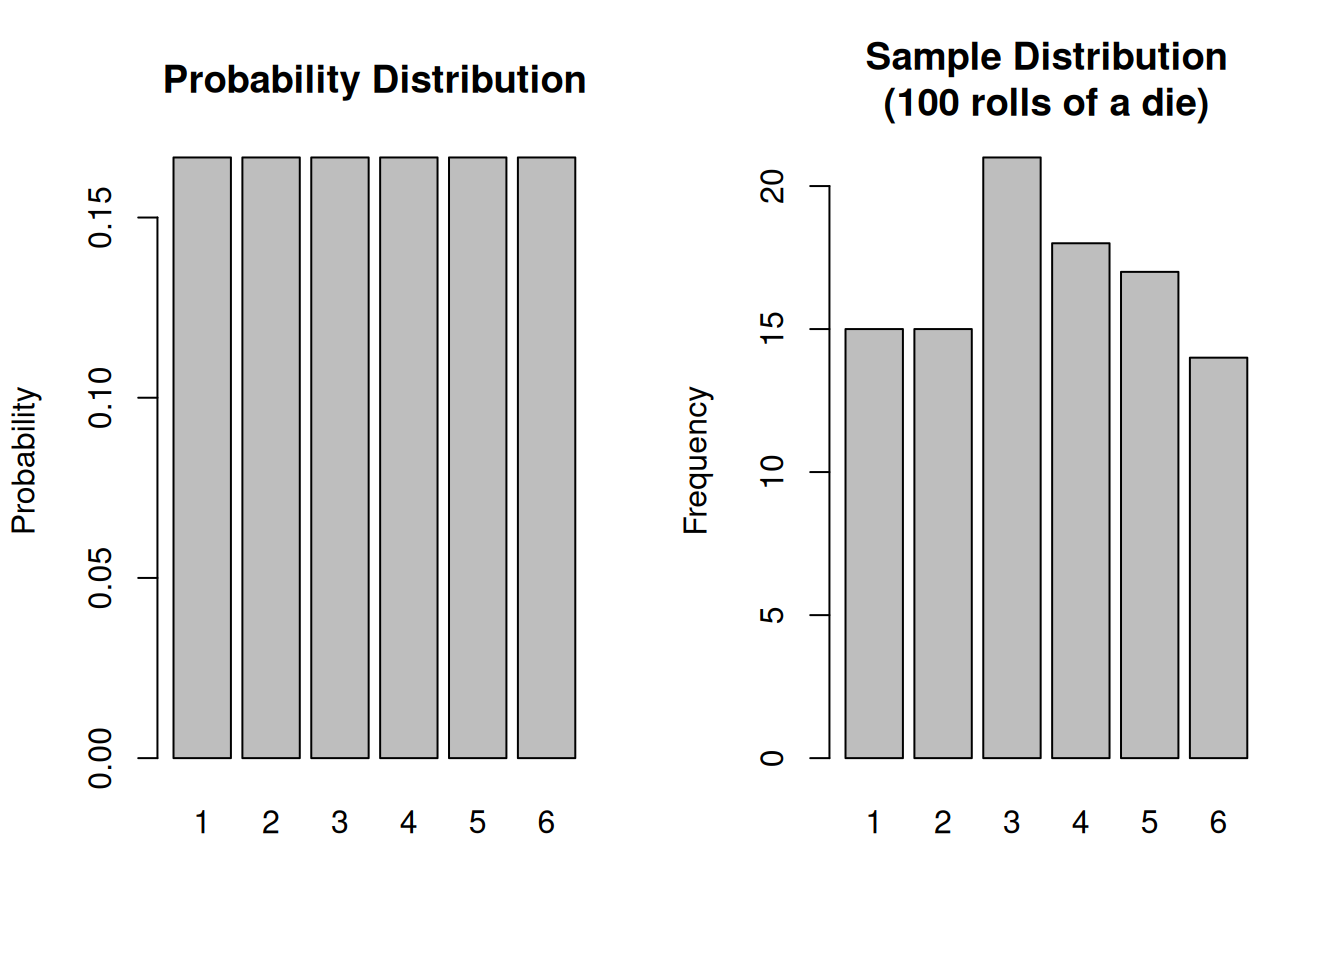 Probability Distribution
Probability
0.15
0.10
0.05
0.00
1 2 3 4 5 6
Sample Distribution
(100 rolls of a die)
Frequency
20
15
10
5
0
1 2 3 4 5 6